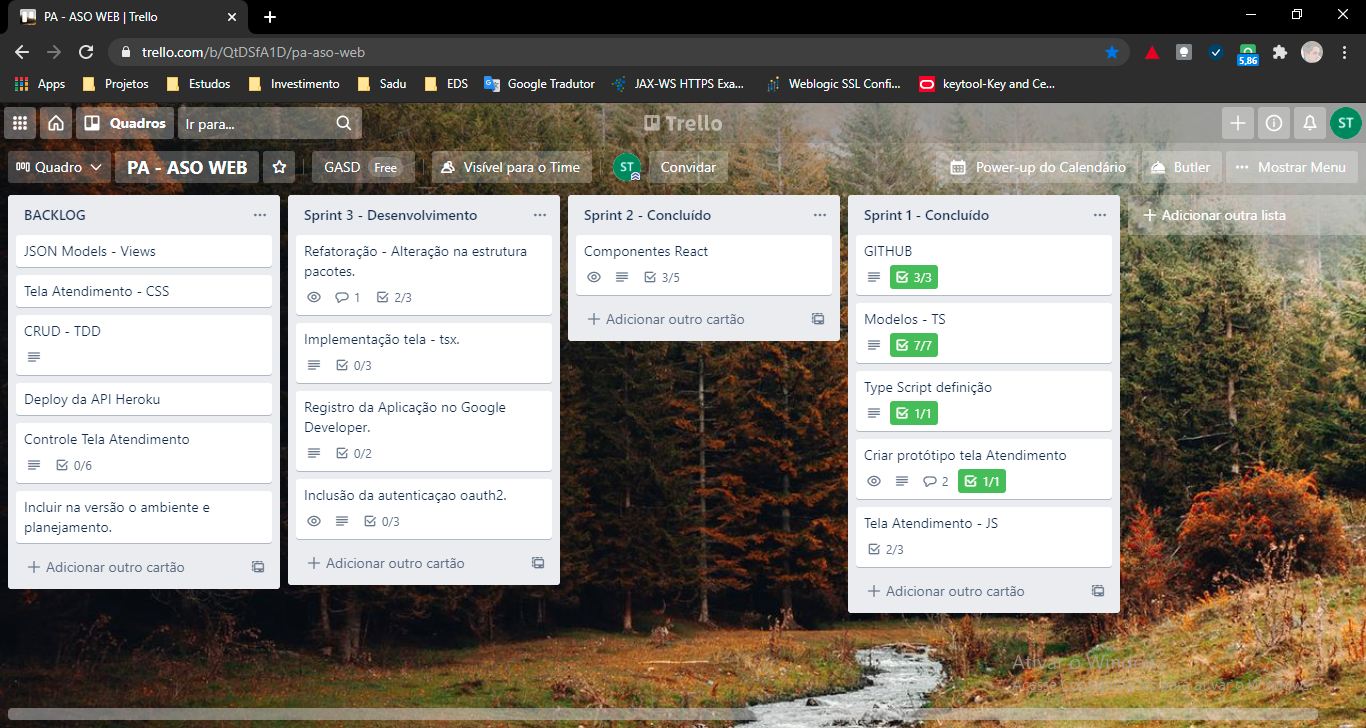 PA - ASO WEB | Trello
trello.com/b/QtDSfA1D/pa-aso-web
5,86
Apps
Projetos
Estudos
Investimento
Sadu
EDS
Google Tradutor
JAX-WS HTTPS Exa...
Weblogic SSL Confi...
keytool-Key and Ce...
Quadros
Ir para...
Trello
ST
Quadro
PA - ASO WEB
GASD Free
Visível para o Time
ST
Convidar
Power-up do Calendário
Butler
Mostrar Menu
BACKLOG
JSON Models - Views
Tela Atendimento - CSS
CRUD - TDD
Deploy da API Heroku
Controle Tela Atendimento
0/6
Incluir na versão o ambiente e
planejamento.
Adicionar outro cartão
Sprint 3 - Desenvolvimento
Refatoração - Alteração na estrutura
pacotes.
1 2/3
Implementação tela - tsx.
0/3
Registro da Aplicação no Google
Developer.
0/2
Inclusão da autenticaçao oauth2.
0/3
Adicionar outro cartão
Sprint 2 - Concluído
Componentes React
3/5
Adicionar outro cartão
Sprint 1 - Concluído
GITHUB
3/3
Modelos - TS
7/7
Type Script definição
1/1
Criar protótipo tela Atendimento
2 1/1
Tela Atendimento - JS
2/3
Adicionar outro cartão
Adicionar outra lista
Ativar o Windows